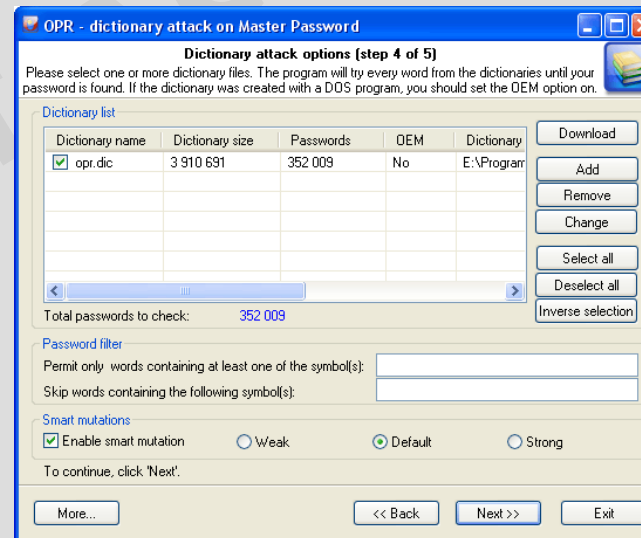 OPR - dictionary attack on Master Password
Dictionary attack options (step 4 of 5)
Please select one or more dictionary files. The program will try every word from the dictionaries until your
password is found. If the dictionary was created with a DOS program, you should set the OEM option on.
Dictionary list
Dictionary name Dictionary size Passwords OEM Dictionary
opr.dic 3 910 691 352 009 No E:\Program
Download
Add
Remove
Change
Select all
Deselect all
Inverse selection
Total passwords to check: 352 009
Password filter
Permit only words containing at least one of the symbol(s):
Skip words containing the following symbol(s):
Smart mutations
Enable smart mutation Weak Default Strong
To continue, click 'Next'.
More... << Back Next >> Exit